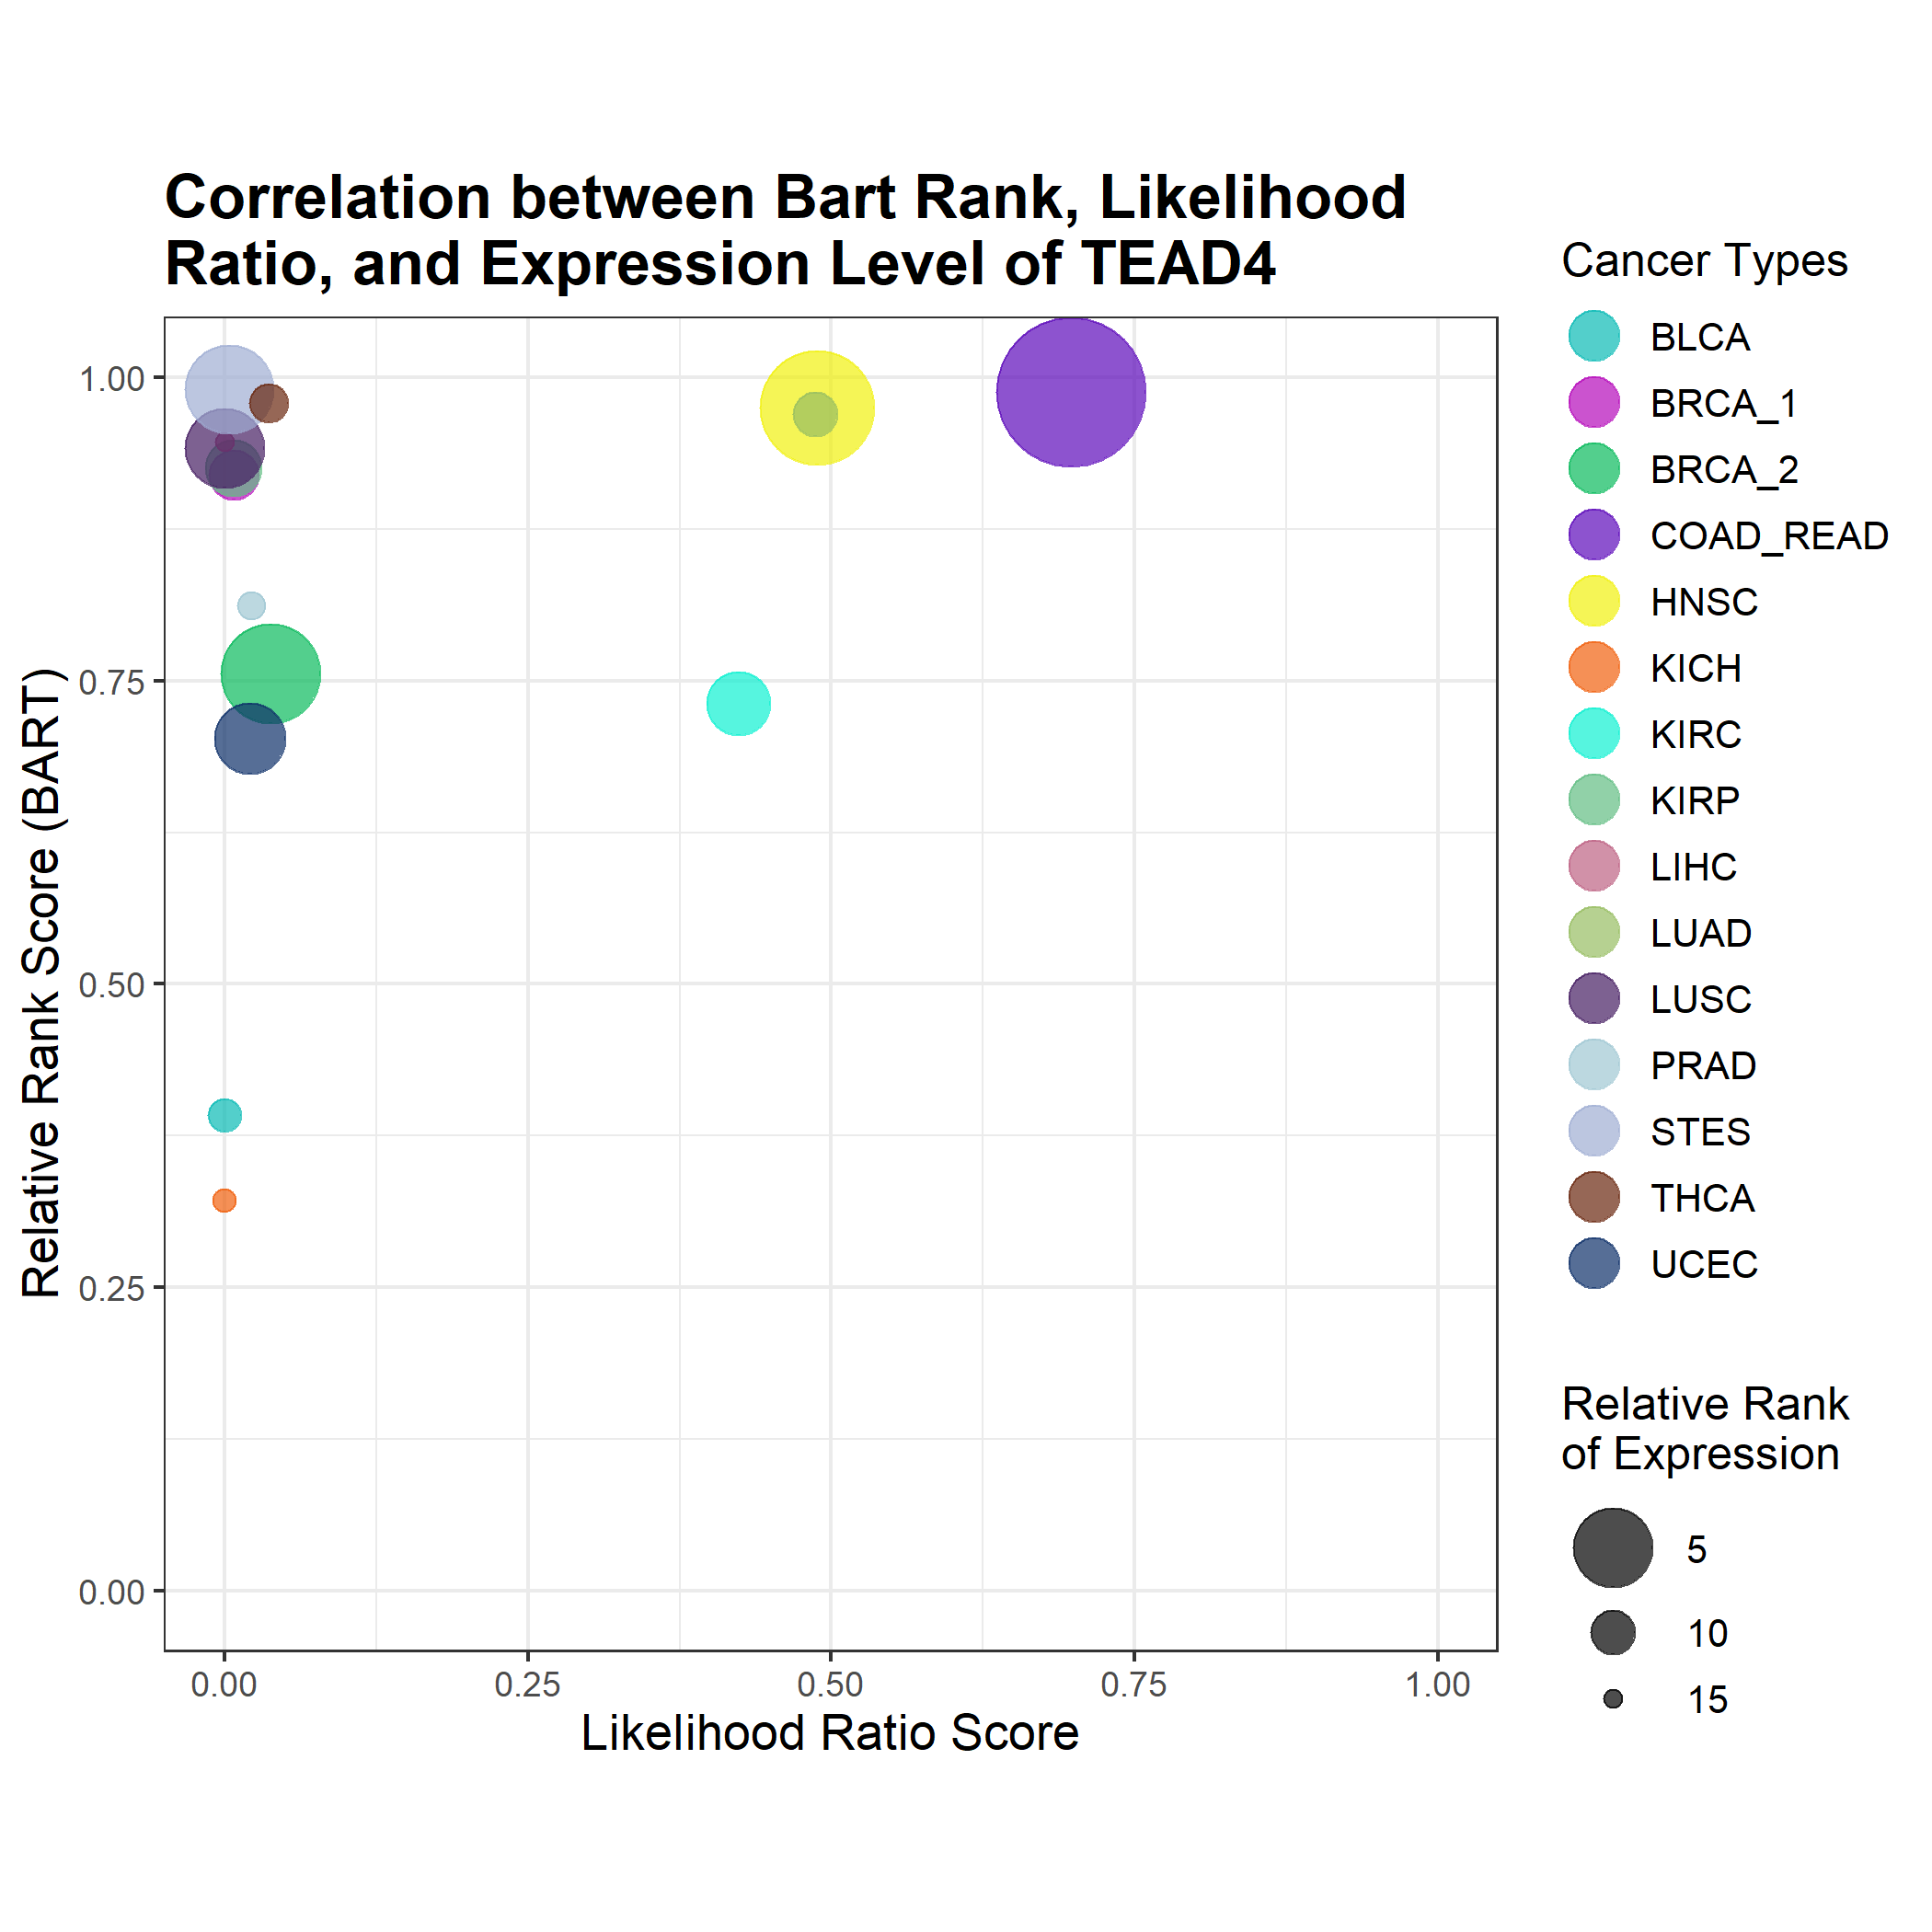 Correlation between Bart Rank, Likelihood
Ratio, and Expression Level of TEAD4
Relative Rank Score (BART)
1.00
0.75
0.50
0.25
0.00
0.00
0.25
0.50
0.75
1.00
Likelihood Ratio Score
Cancer Types
BLCA
BRCA_1
BRCA_2
COAD_READ
HNSC
KICH
KIRC
KIRP
LIHC
LUAD
LUSC
PRAD
STES
THCA
UCEC
Relative Rank
of Expression
5
10
15